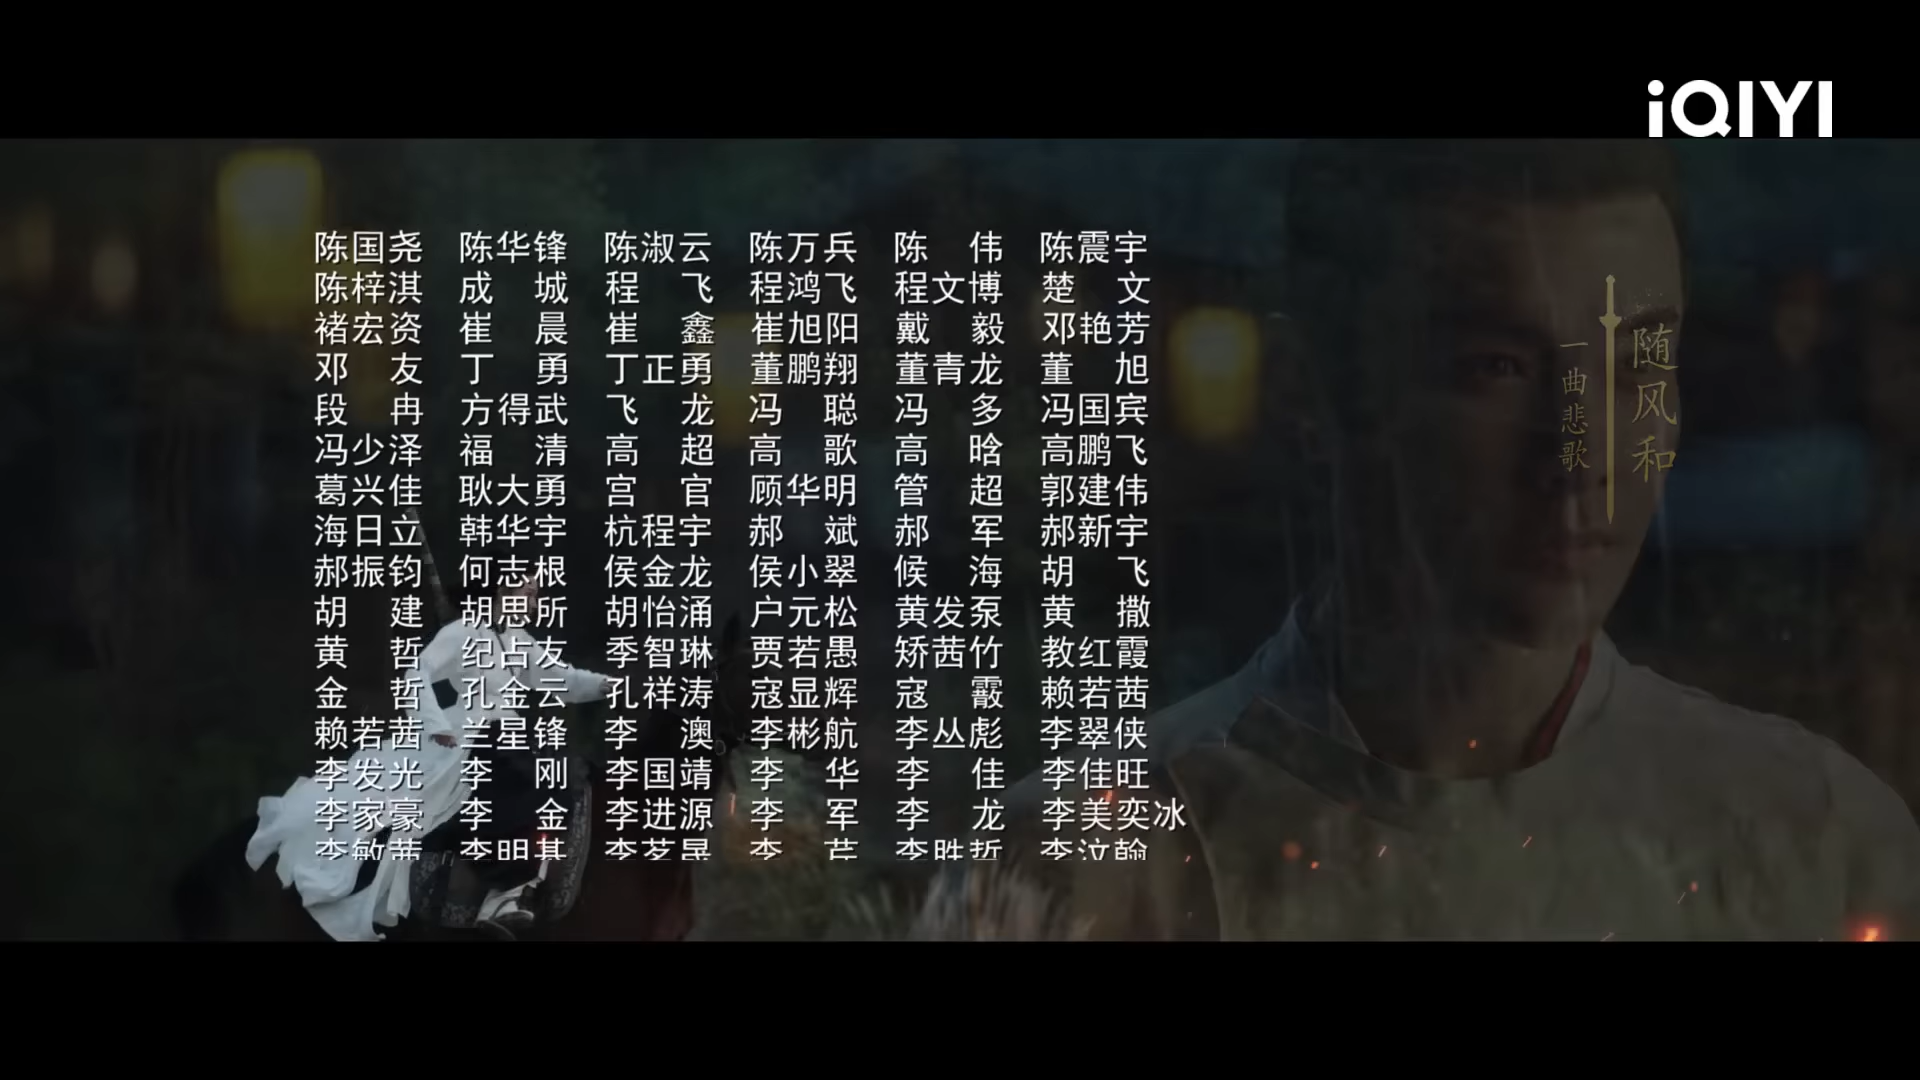 iQIYI
陈国尧 陈华锋 陈淑云 陈万兵 陈 伟 陈震宇
陈梓淇 成 城 程 飞 程鸿飞 程文博 楚 文
褚宏资 崔 晨 崔 鑫 崔旭阳 戴 毅 邓艳芳
邓 友 丁 勇 丁正勇 董鹏翔 董青龙 董 旭
段 冉 方得武 飞 龙 冯 聪 冯 多 冯国宾
冯少泽 福 清 高 超 高 歌 高 晗 高鹏飞
葛兴佳 耿大勇 宫 官 顾华明 管 超 郭建伟
海日立 韩华宇 杭程宇 郝 斌 郝 军 郝新宇
郝振钧 何志根 侯金龙 侯小翠 候 海 胡 飞
胡 建 胡思所 胡怡涌 户元松 黄发泵 黄 撒
黄 哲 纪占友 季智琳 贾若愚 矫茜竹 教红霞
金 哲 孔金云 孔祥涛 寇显辉 寇 霰 赖若茜
赖若茜 兰星锋 李 澳 李彬航 李丛彪 李翠侠
李发光 李 刚 李国靖 李 华 李 佳 李佳旺
李家豪 李 金 李进源 李 军 李 龙 李美奕冰
李敏 李明 李 李 李胜哲 李汶翰
随风和
一曲悲歌